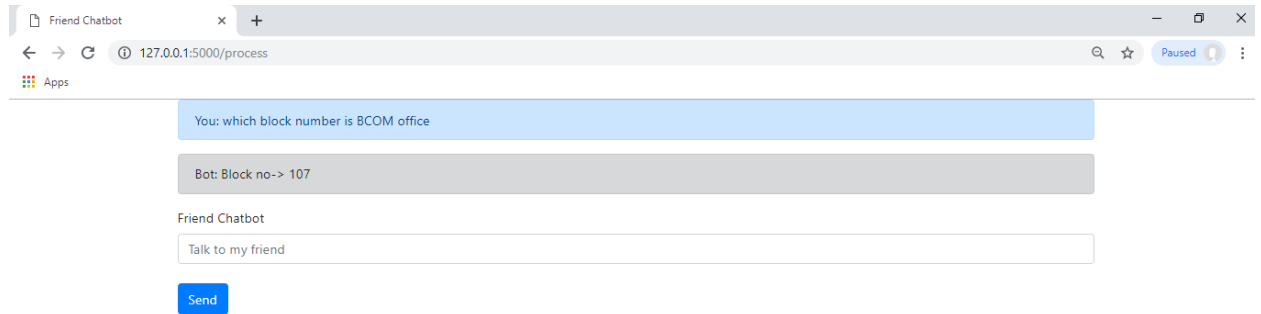 Friend Chatbot
127.0.0.1:5000/process
Paused
Apps
You: which block number is BCOM office
Bot: Block no-> 107
Friend Chatbot
Talk to my friend
Send